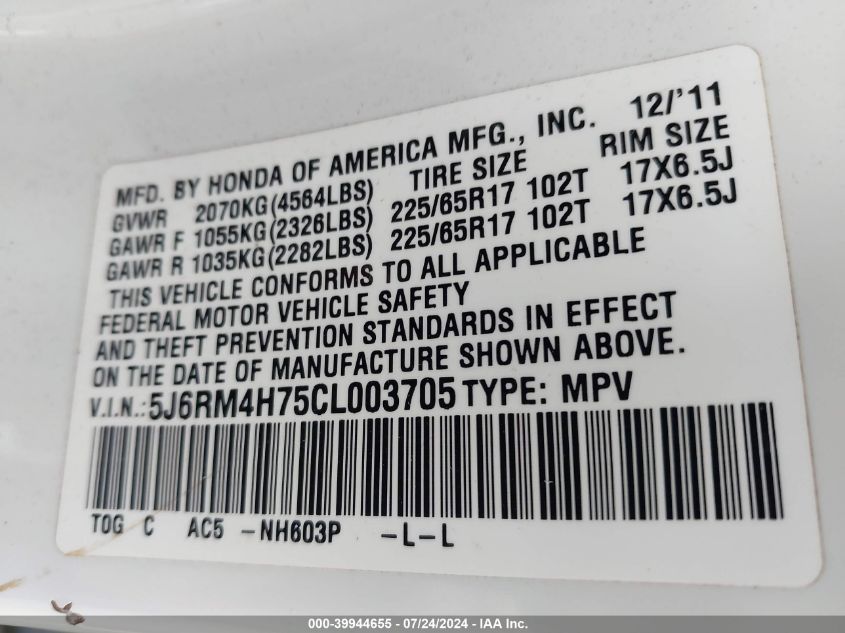 MFD. BY HONDA OF AMERICA MFG., INC. 12/'11
GVWR 2070KG(4564LBS) TIRE SIZE RIM SIZE
GAWR F 1055KG(2326LBS) 225/65R17 102T 17X6.5J
GAWR R 1035KG(2282LBS) 225/65R17 102T 17X6.5J
THIS VEHICLE CONFORMS TO ALL APPLICABLE
FEDERAL MOTOR VEHICLE SAFETY
AND THEFT PREVENTION STANDARDS IN EFFECT
ON THE DATE OF MANUFACTURE SHOWN ABOVE.
V.I.N.:5J6RM4H75CL003705 TYPE: MPV
TOG C AC5 -NH603P -L-L
000-39944655 / 07/24/2024 - IAA Inc.